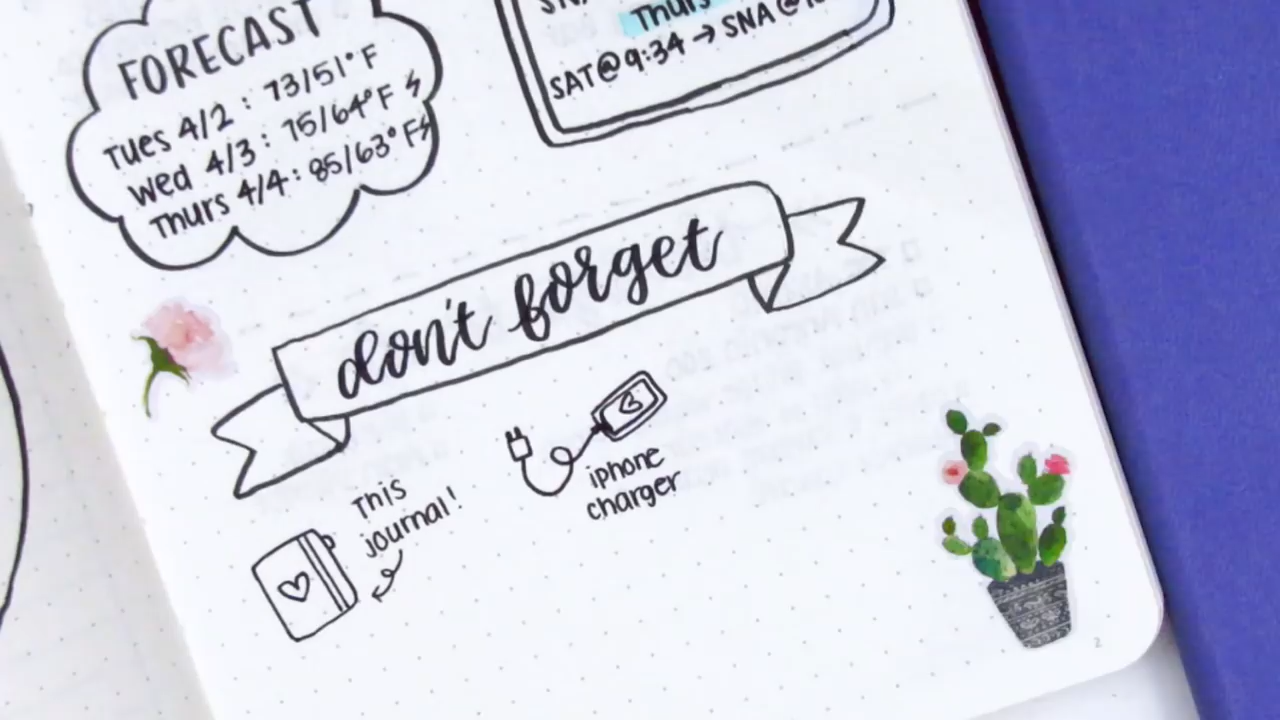 FORECAST
Tues 4/2 : 73/51°F
Wed 4/3 : 75/64°F
Thurs 4/4 : 85/63°F
Thurs
SAT@9:34 → SNA@
don't forget
This
journal!
iphone
charger
2